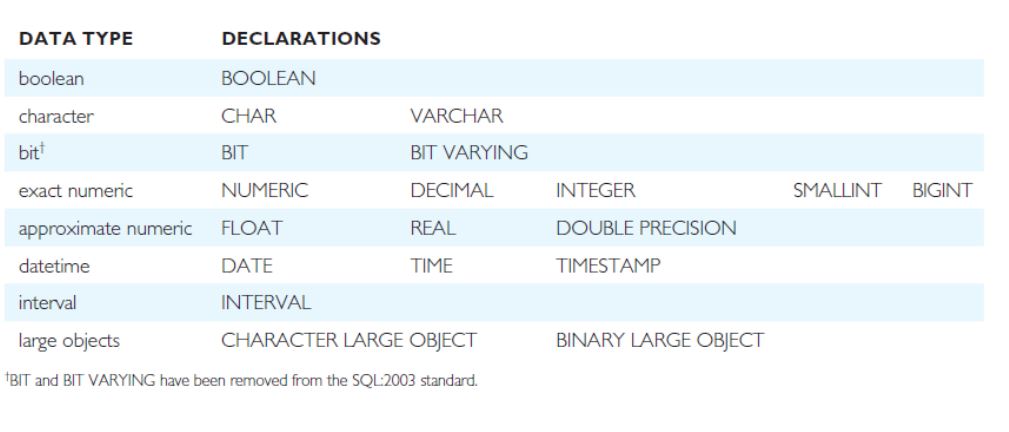 DATA TYPE DECLARATIONS
boolean BOOLEAN
character CHAR VARCHAR
bit† BIT BIT VARYING
exact numeric NUMERIC DECIMAL INTEGER SMALLINT BIGINT
approximate numeric FLOAT REAL DOUBLE PRECISION
datetime DATE TIME TIMESTAMP
interval INTERVAL
large objects CHARACTER LARGE OBJECT BINARY LARGE OBJECT
†BIT and BIT VARYING have been removed from the SQL:2003 standard.